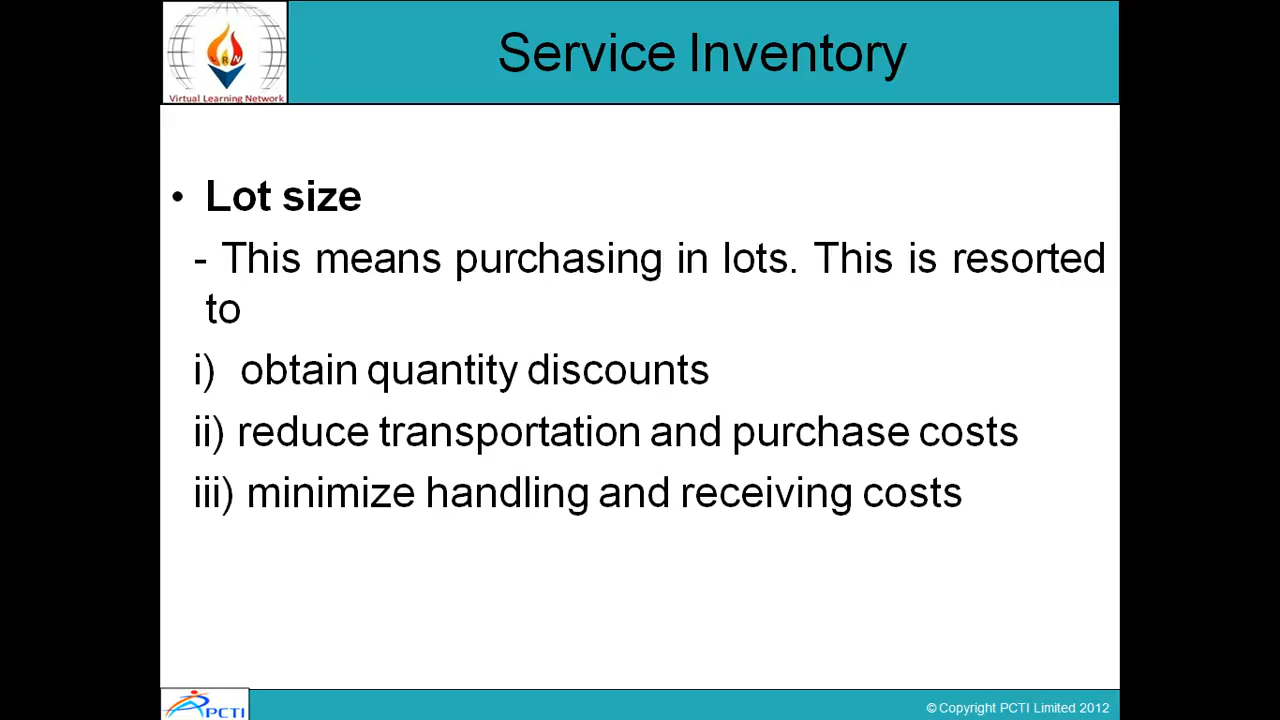 Service Inventory
Virtual Learning Network
• Lot size
- This means purchasing in lots. This is resorted
to
i) obtain quantity discounts
ii) reduce transportation and purchase costs
iii) minimize handling and receiving costs
PCTI
© Copyright PCTI Limited 2012